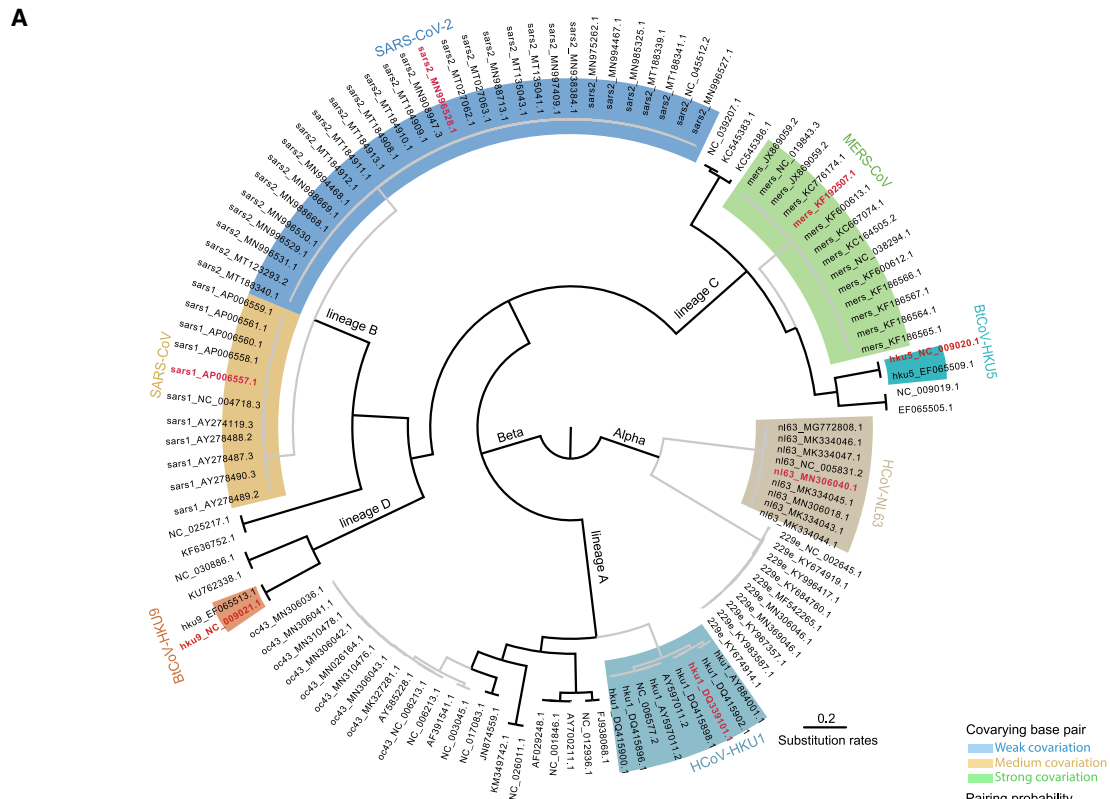 A
SARS-CoV-2
sars2_MT188340.1
sars2_MT123293.2
sars2_MN996531.1
sars2_MN996529.1
sars2_MN996530.1
sars2_MN988668.1
sars2_MN988669.1
sars2_MN994468.1
sars2_MT184912.1
sars2_MT184911.1
sars2_MT184913.1
sars2_MT184908.1
sars2_MT184910.1
sars2_MT184909.1
sars2_MN908947.3
sars2_MN996528.1
sars2_MT027062.1
sars2_MT027063.1
sars2_MN988713.1
sars2_MT135043.1
sars2_MT135041.1
sars2_MN997409.1
sars2_MN938384.1
sars2_MN975262.1
sars2_MN994467.1
sars2_MN985325.1
sars2_MT188339.1
sars2_MT188341.1
sars2_NC_045512.2
sars2_MN996527.1
NC_039207.1
KC545383.1
KC545386.1
MERS-CoV
mers_JX869059.2
mers_NC_019843.3
mers_JX869059.2
mers_KC776174.1
mers_KF192507.1
mers_KF600613.1
mers_KC667074.1
mers_KC164505.2
mers_NC_038294.1
mers_KF600612.1
mers_KF186566.1
mers_KF186567.1
mers_KF186564.1
mers_KF186565.1
BtCoV-HKU5
hku5_NC_009020.1
hku5_EF065509.1
NC_009019.1
EF065505.1
HCoV-NL63
nl63_MG772808.1
nl63_MK334046.1
nl63_MK334047.1
nl63_NC_005831.2
nl63_MN306040.1
nl63_MK334045.1
nl63_MN306018.1
nl63_MK334043.1
nl63_MK334044.1
229e_NC_002645.1
229e_KY674919.1
229e_KY996417.1
229e_KY684760.1
229e_MF542265.1
229e_MN306046.1
229e_MN369046.1
229e_KY967357.1
229e_KY983587.1
229e_KY674914.1
hku1_AY884001.1
hku1_DQ415902.1
hku1_DQ339101.1
hku1_DQ415898.1
AY597011.2
hku1_AY597011.2
NC_006577.2
hku1_DQ415896.1
hku1_DQ415900.1
HCoV-HKU1
FJ938068.1
NC_012936.1
AY700211.1
NC_001846.1
AF029248.1
NC_026011.1
KM349742.1
JN874559.1
NC_017083.1
NC_003045.1
AF391541.1
NC_006213.1
oc43_NC_006213.1
AY585228.1
oc43_MK327281.1
oc43_MN306043.1
oc43_MN310476.1
oc43_MN026164.1
oc43_MN306042.1
oc43_MN310478.1
oc43_MN306041.1
oc43_MN306036.1
BtCoV-HKU9
hku9_NC_009021.1
hku9_EF065513.1
KU762338.1
NC_030886.1
KF636752.1
NC_025217.1
SARS-CoV
sars1_AY278489.2
sars1_AY278490.3
sars1_AY278487.3
sars1_AY278488.2
sars1_AY274119.3
sars1_NC_004718.3
sars1_AP006557.1
sars1_AP006558.1
sars1_AP006560.1
sars1_AP006561.1
sars1_AP006559.1
lineage B
lineage C
lineage D
lineage A
Beta
Alpha
0.2
Substitution rates
Covarying base pair
Weak covariation
Medium covariation
Strong covariation
Pairing probability